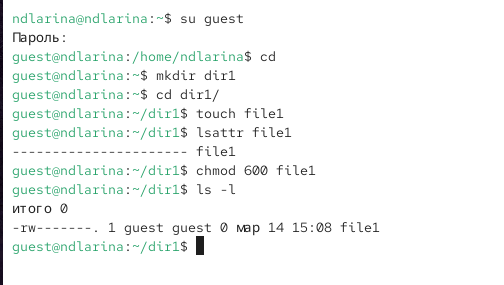 ndlarina@ndlarina:~$ su guest
Пароль:
guest@ndlarina:/home/ndlarina$ cd
guest@ndlarina:~$ mkdir dir1
guest@ndlarina:~$ cd dir1/
guest@ndlarina:~/dir1$ touch file1
guest@ndlarina:~/dir1$ lsattr file1
---------------------- file1
guest@ndlarina:~/dir1$ chmod 600 file1
guest@ndlarina:~/dir1$ ls -l
итого 0
-rw-------. 1 guest guest 0 мар 14 15:08 file1
guest@ndlarina:~/dir1$